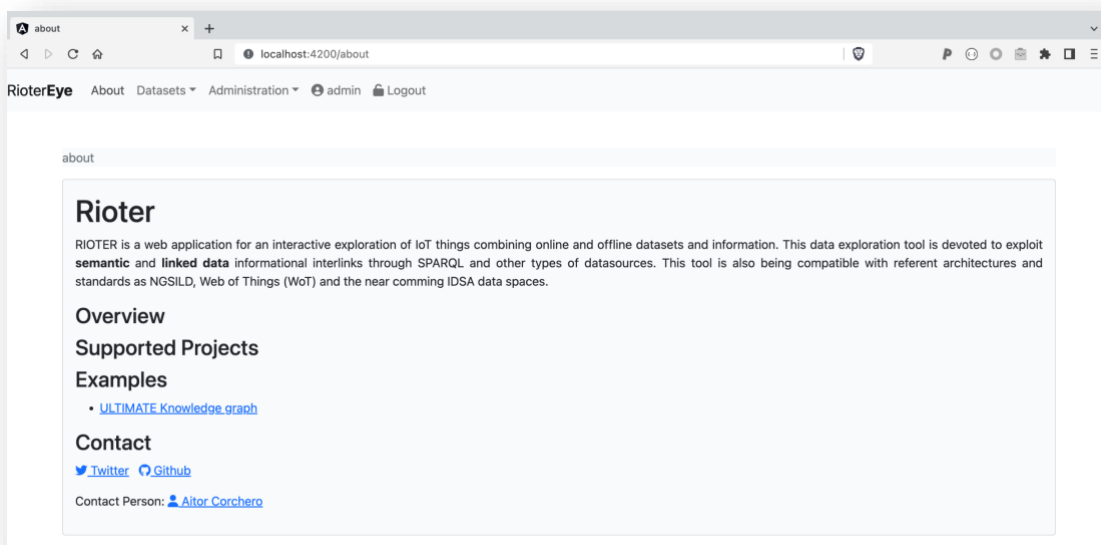 about
localhost:4200/about
RioterEye About Datasets Administration admin Logout
about
Rioter
RIOTER is a web application for an interactive exploration of IoT things combining online and offline datasets and information. This data exploration tool is devoted to exploit
semantic and linked data informational interlinks through SPARQL and other types of datasources. This tool is also being compatible with referent architectures and
standards as NGSILD, Web of Things (WoT) and the near comming IDSA data spaces.
Overview
Supported Projects
Examples
• ULTIMATE Knowledge graph
Contact
Twitter Github
Contact Person: Aitor Corchero